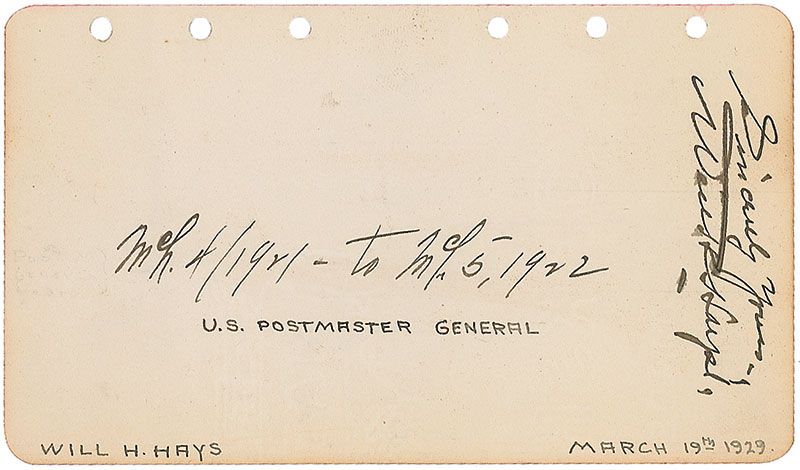 Mch. 4/1921 - to Mch. 5, 1922
U.S. POSTMASTER GENERAL
WILL H. HAYS
MARCH 19TH 1929.
Sincerely Yours -